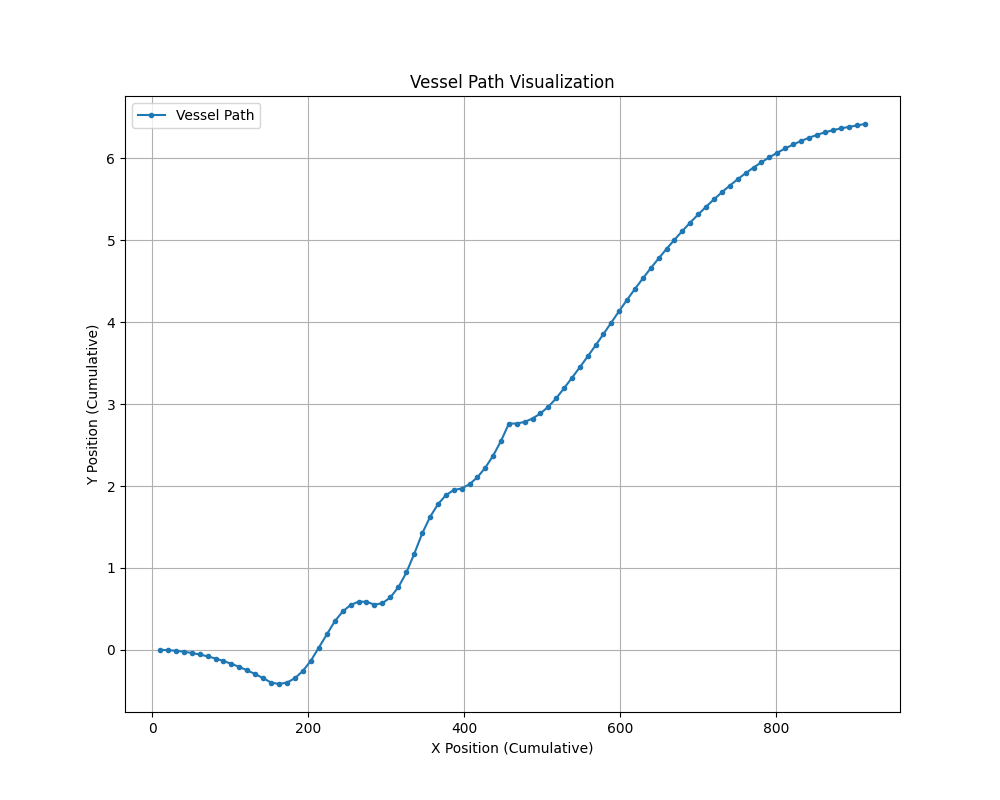 Vessel Path Visualization
Vessel Path
6
5
4
3
2
1
0
Y Position (Cumulative)
0 200 400 600 800
X Position (Cumulative)